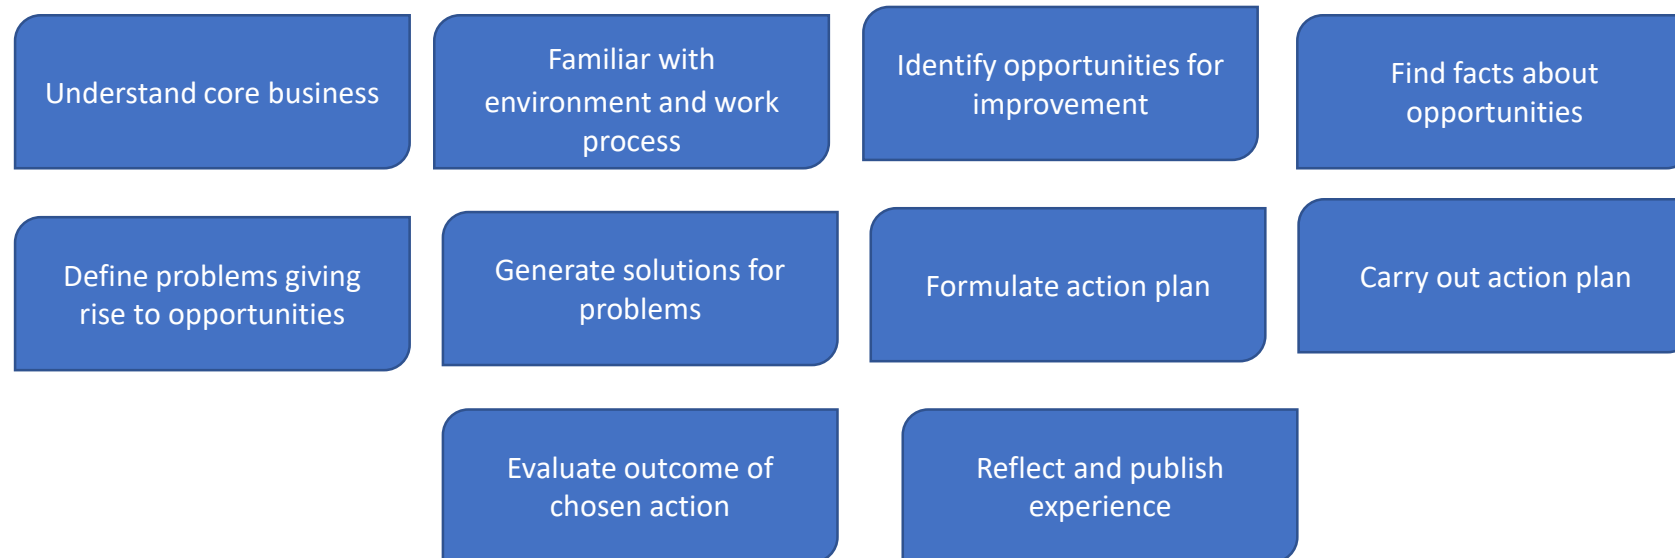 Understand core business
Familiar with
environment and work
process
Identify opportunities for
improvement
Find facts about
opportunities
Define problems giving
rise to opportunities
Generate solutions for
problems
Formulate action plan
Carry out action plan
Evaluate outcome of
chosen action
Reflect and publish
experience